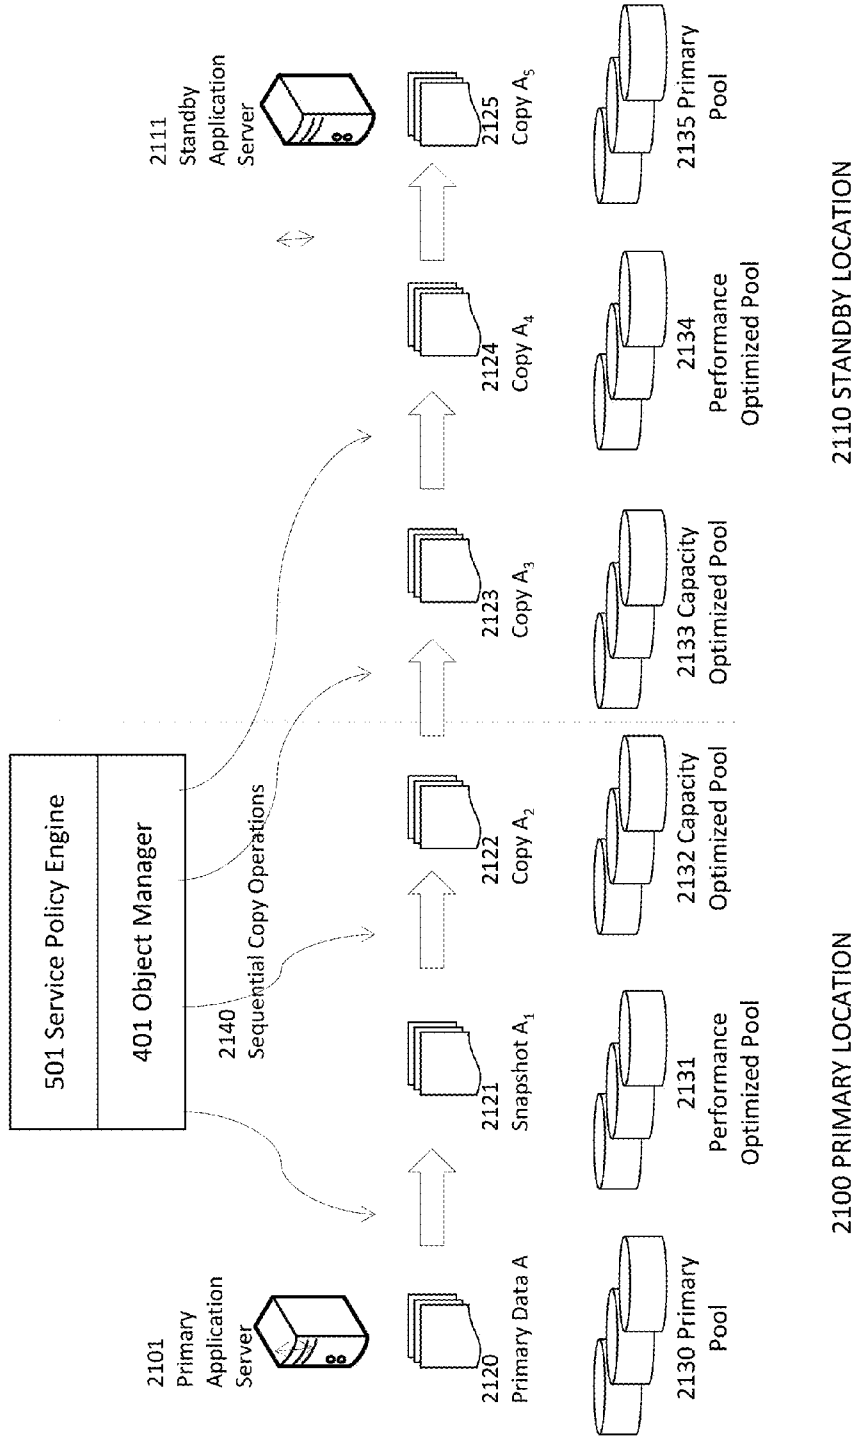 501 Service Policy Engine
401 Object Manager
2101
Primary
Application
Server
2140
Sequential Copy Operations
2111
Standby
Application
Server
2120
Primary Data A
2121
Snapshot A₁
2122
Copy A₂
2123
Copy A₃
2124
Copy A₄
2125
Copy A₅
2130 Primary
Pool
2131
Performance
Optimized Pool
2132 Capacity
Optimized Pool
2133 Capacity
Optimized Pool
2134
Performance
Optimized Pool
2135 Primary
Pool
2100 PRIMARY LOCATION
2110 STANDBY LOCATION